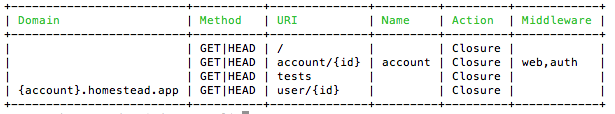 +-------------------------+----------+--------------+---------+---------+------------+
| Domain                  | Method   | URI          | Name    | Action  | Middleware |
+-------------------------+----------+--------------+---------+---------+------------+
|                         | GET|HEAD | /            |         | Closure |            |
|                         | GET|HEAD | account/{id} | account | Closure | web,auth   |
|                         | GET|HEAD | tests        |         | Closure |            |
| {account}.homestead.app | GET|HEAD | user/{id}    |         | Closure |            |
+-------------------------+----------+--------------+---------+---------+------------+